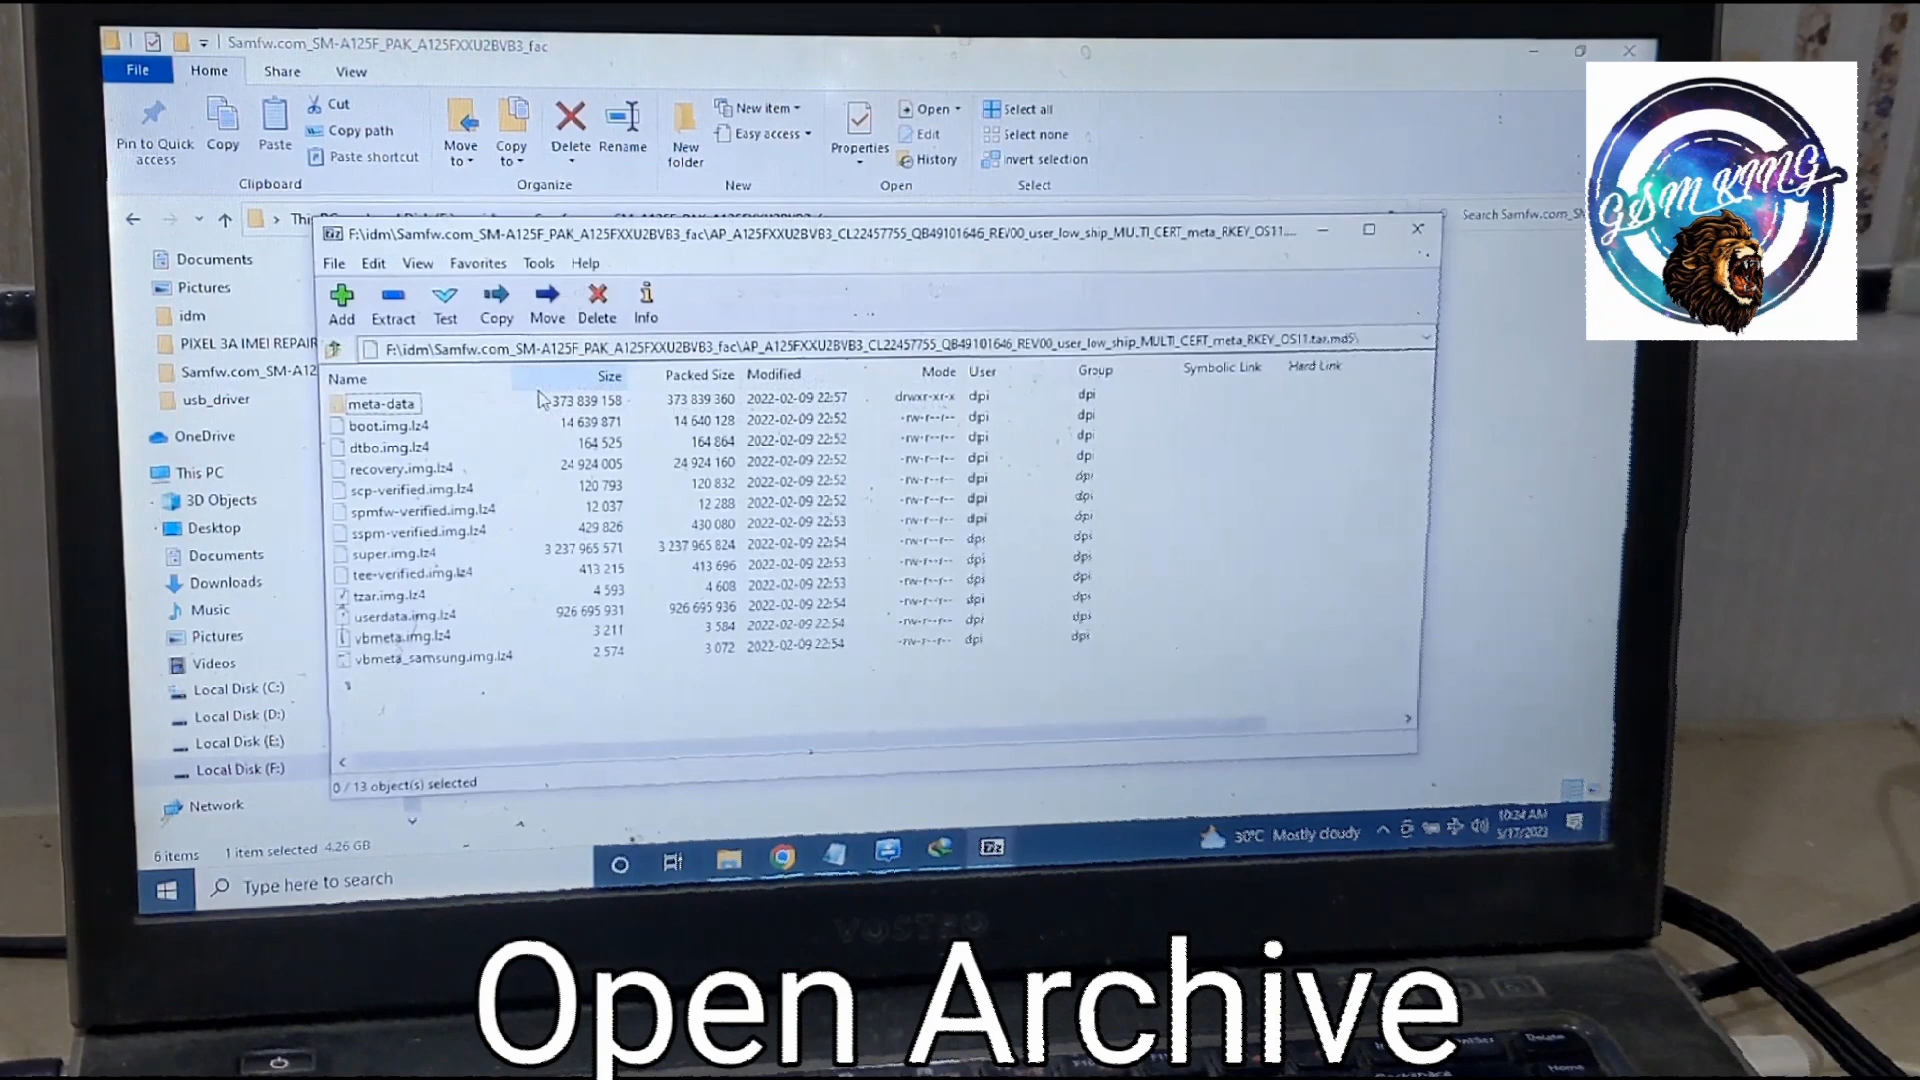 Samfw.com_SM-A125F_PAK_A125FXXU2BVB3_fac
File Home Share View
Pin to Quick access
Copy
Paste
Cut
Copy path
Paste shortcut
Clipboard
Move to
Copy to
Delete
Rename
Organize
New folder
New item
Easy access
New
Properties
Open
Edit
History
Open
Select all
Select none
Invert selection
Select
GSM KING
Search Samfw.com_SM
F:\idm\Samfw.com_SM-A125F_PAK_A125FXXU2BVB3_fac\AP_A125FXXU2BVB3_CL22457755_QB49101646_REV00_user_low_ship_MULTI_CERT_meta_RKEY_OS11....
File Edit View Favorites Tools Help
Add Extract Test Copy Move Delete Info
F:\idm\Samfw.com_SM-A125F_PAK_A125FXXU2BVB3_fac\AP_A125FXXU2BVB3_CL22457755_QB49101646_REV00_user_low_ship_MULTI_CERT_meta_RKEY_OS11.tar.md5\
Name Size Packed Size Modified Mode User Group Symbolic Link Hard Link
meta-data 373 839 158 373 839 360 2022-02-09 22:57 drwxr-xr-x dpi dpi
boot.img.lz4 14 639 871 14 640 128 2022-02-09 22:52 -rw-r--r-- dpi dpi
dtbo.img.lz4 164 525 164 864 2022-02-09 22:52 -rw-r--r-- dpi dpi
recovery.img.lz4 24 924 005 24 924 160 2022-02-09 22:52 -rw-r--r-- dpi dpi
scp-verified.img.lz4 120 793 120 832 2022-02-09 22:52 -rw-r--r-- dpi dpi
spmfw-verified.img.lz4 12 037 12 288 2022-02-09 22:52 -rw-r--r-- dpi dpi
sspm-verified.img.lz4 429 826 430 080 2022-02-09 22:53 -rw-r--r-- dpi dpi
super.img.lz4 3 237 965 571 3 237 965 824 2022-02-09 22:54 -rw-r--r-- dpi dpi
tee-verified.img.lz4 413 215 413 696 2022-02-09 22:53 -rw-r--r-- dpi dpi
tzar.img.lz4 4 593 4 608 2022-02-09 22:53 -rw-r--r-- dpi dpi
userdata.img.lz4 926 695 931 926 695 936 2022-02-09 22:54 -rw-r--r-- dpi dpi
vbmeta.img.lz4 3 211 3 584 2022-02-09 22:54 -rw-r--r-- dpi dpi
vbmeta_samsung.img.lz4 2 574 3 072 2022-02-09 22:54 -rw-r--r-- dpi dpi
0 / 13 object(s) selected
Documents
Pictures
idm
PIXEL 3A IMEI REPAIR
Samfw.com_SM-A12
usb_driver
OneDrive
This PC
3D Objects
Desktop
Documents
Downloads
Music
Pictures
Videos
Local Disk (C:)
Local Disk (D:)
Local Disk (E:)
Local Disk (F:)
Network
6 items 1 item selected 4.26 GB
Type here to search
30°C Mostly cloudy
10:24 AM
5/17/2023
VOSTRO
Open Archive
Delete
Home